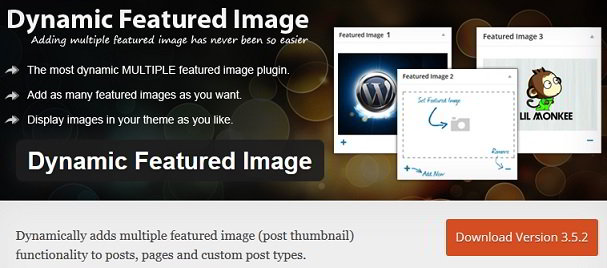 Dynamic Featured Image
Adding multiple featured image has never been so easier
The most dynamic MULTIPLE featured image plugin.
Add as many featured images as you want.
Display images in your theme as you like.
Featured Image 1
Featured Image 2
Set Featured Image
Add New
Remove
Featured Image 3
LIL MONKEE
Dynamic Featured Image
Dynamically adds multiple featured image (post thumbnail)
functionality to posts, pages and custom post types.
Download Version 3.5.2